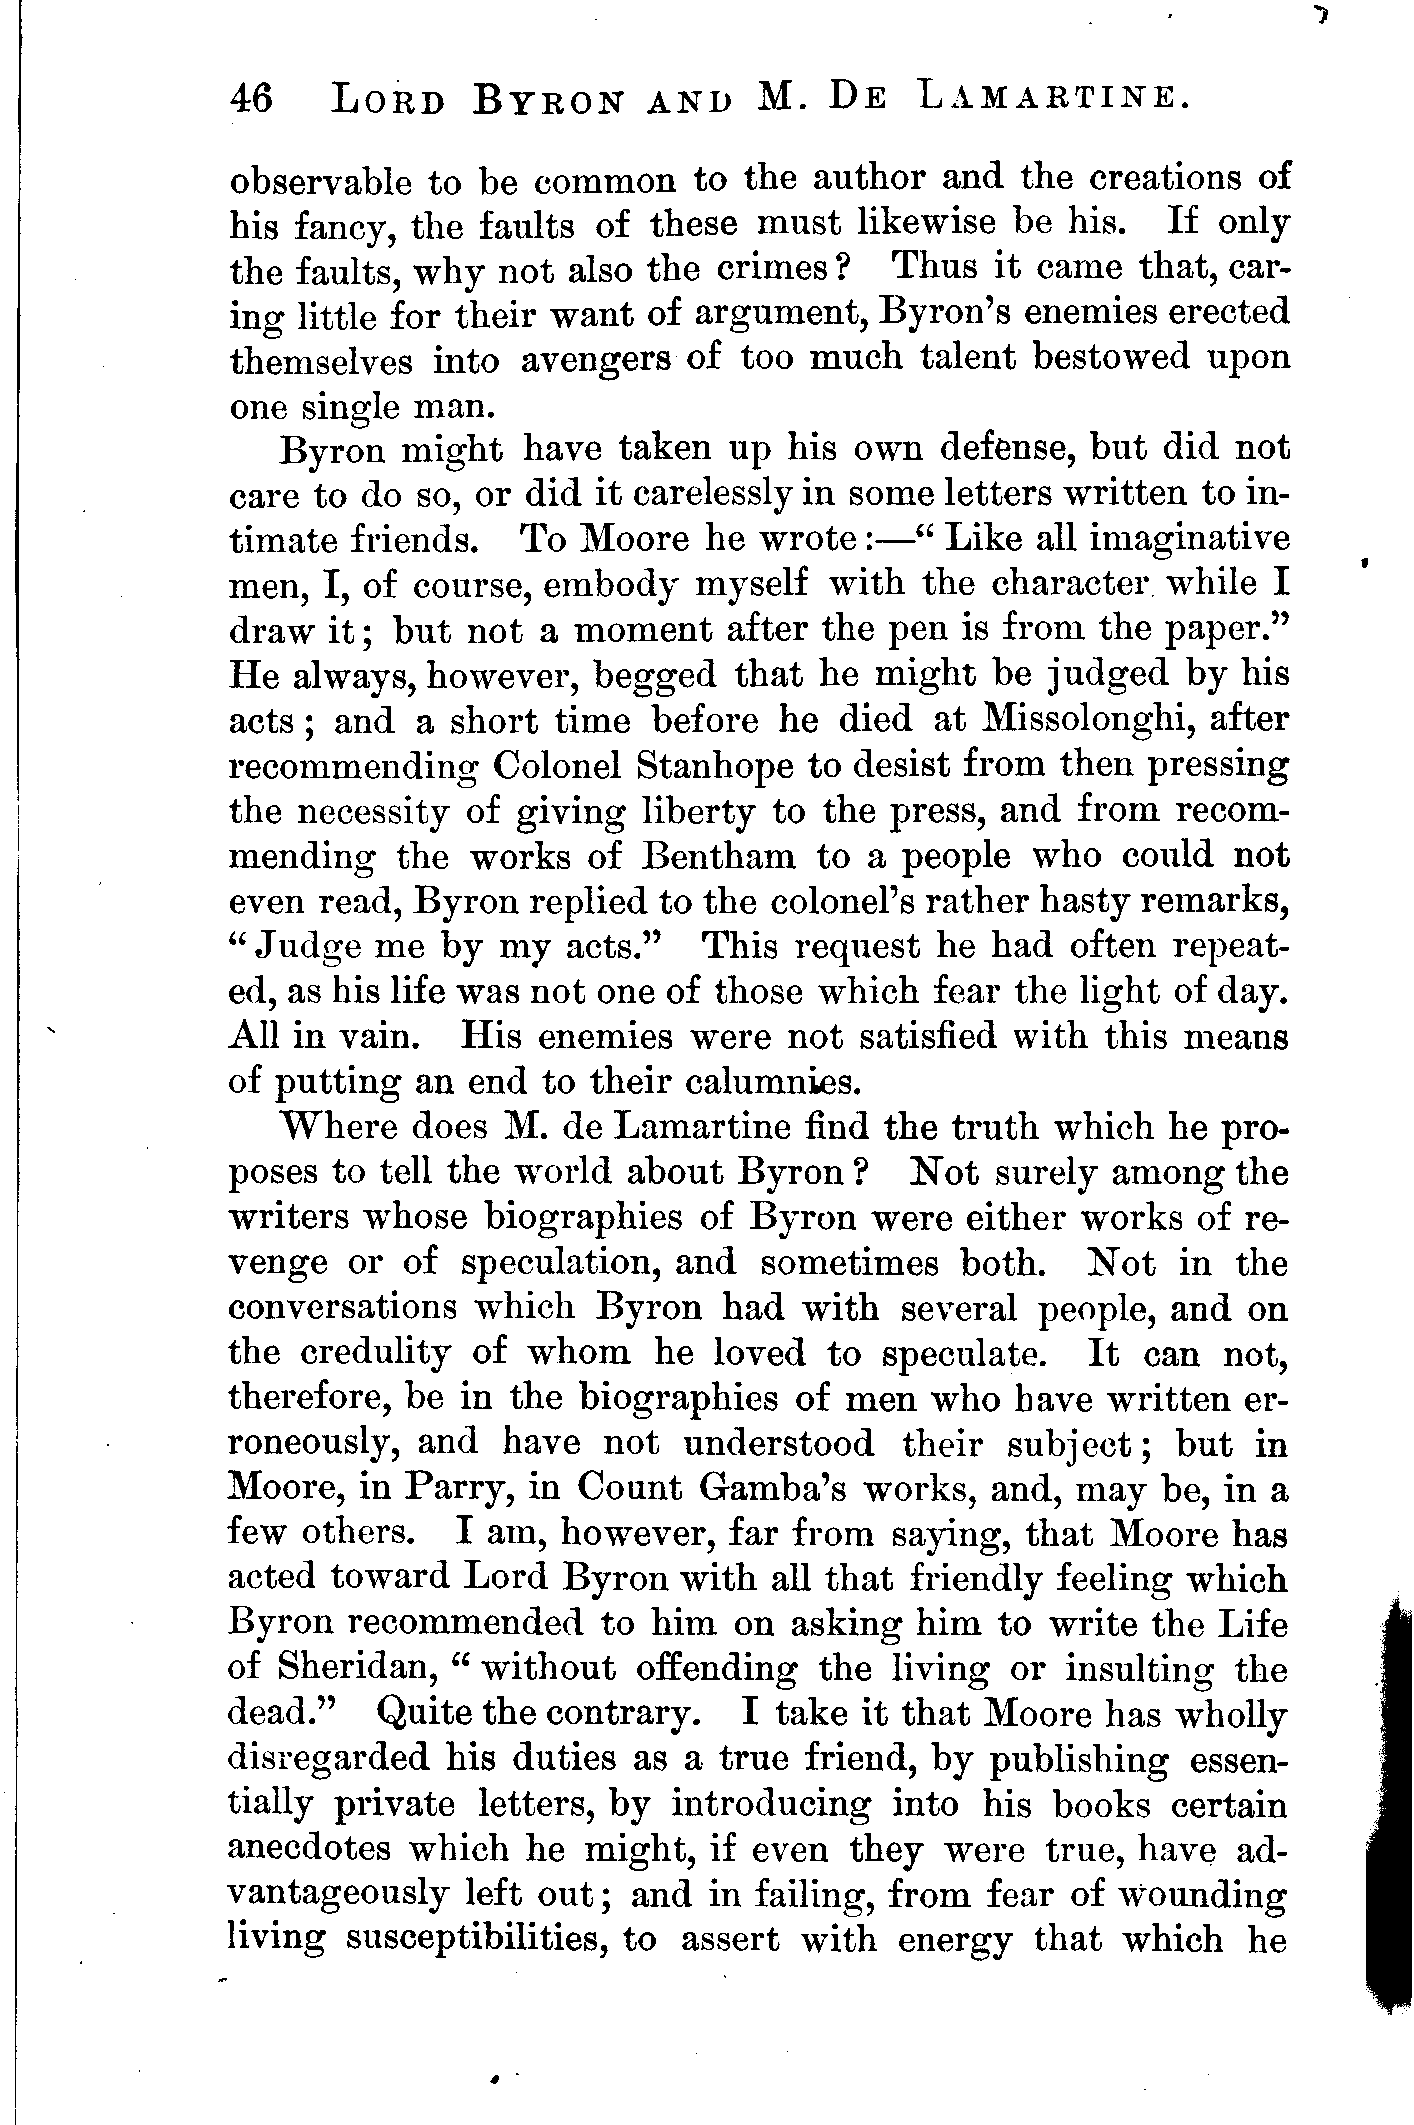 46 LORD BYRON AND M. DE LAMARTINE.
observable to be common to the author and the creations of
his fancy, the faults of these must likewise be his. If only
the faults, why not also the crimes? Thus it came that, car-
ing little for their want of argument, Byron's enemies erected
themselves into avengers of too much talent bestowed upon
one single man.
Byron might have taken up his own defense, but did not
care to do so, or did it carelessly in some letters written to in-
timate friends. To Moore he wrote:—“Like all imaginative
men, I, of course, embody myself with the character while I
draw it; but not a moment after the pen is from the paper.”
He always, however, begged that he might be judged by his
acts; and a short time before he died at Missolonghi, after
recommending Colonel Stanhope to desist from then pressing
the necessity of giving liberty to the press, and from recom-
mending the works of Bentham to a people who could not
even read, Byron replied to the colonel's rather hasty remarks,
“Judge me by my acts.” This request he had often repeat-
ed, as his life was not one of those which fear the light of day.
All in vain. His enemies were not satisfied with this means
of putting an end to their calumnies.
Where does M. de Lamartine find the truth which he pro-
poses to tell the world about Byron? Not surely among the
writers whose biographies of Byron were either works of re-
venge or of speculation, and sometimes both. Not in the
conversations which Byron had with several people, and on
the credulity of whom he loved to speculate. It can not,
therefore, be in the biographies of men who have written er-
roneously, and have not understood their subject; but in
Moore, in Parry, in Count Gamba's works, and, may be, in a
few others. I am, however, far from saying, that Moore has
acted toward Lord Byron with all that friendly feeling which
Byron recommended to him on asking him to write the Life
of Sheridan, “without offending the living or insulting the
dead.” Quite the contrary. I take it that Moore has wholly
disregarded his duties as a true friend, by publishing essen-
tially private letters, by introducing into his books certain
anecdotes which he might, if even they were true, have ad-
vantageously left out; and in failing, from fear of wounding
living susceptibilities, to assert with energy that which he